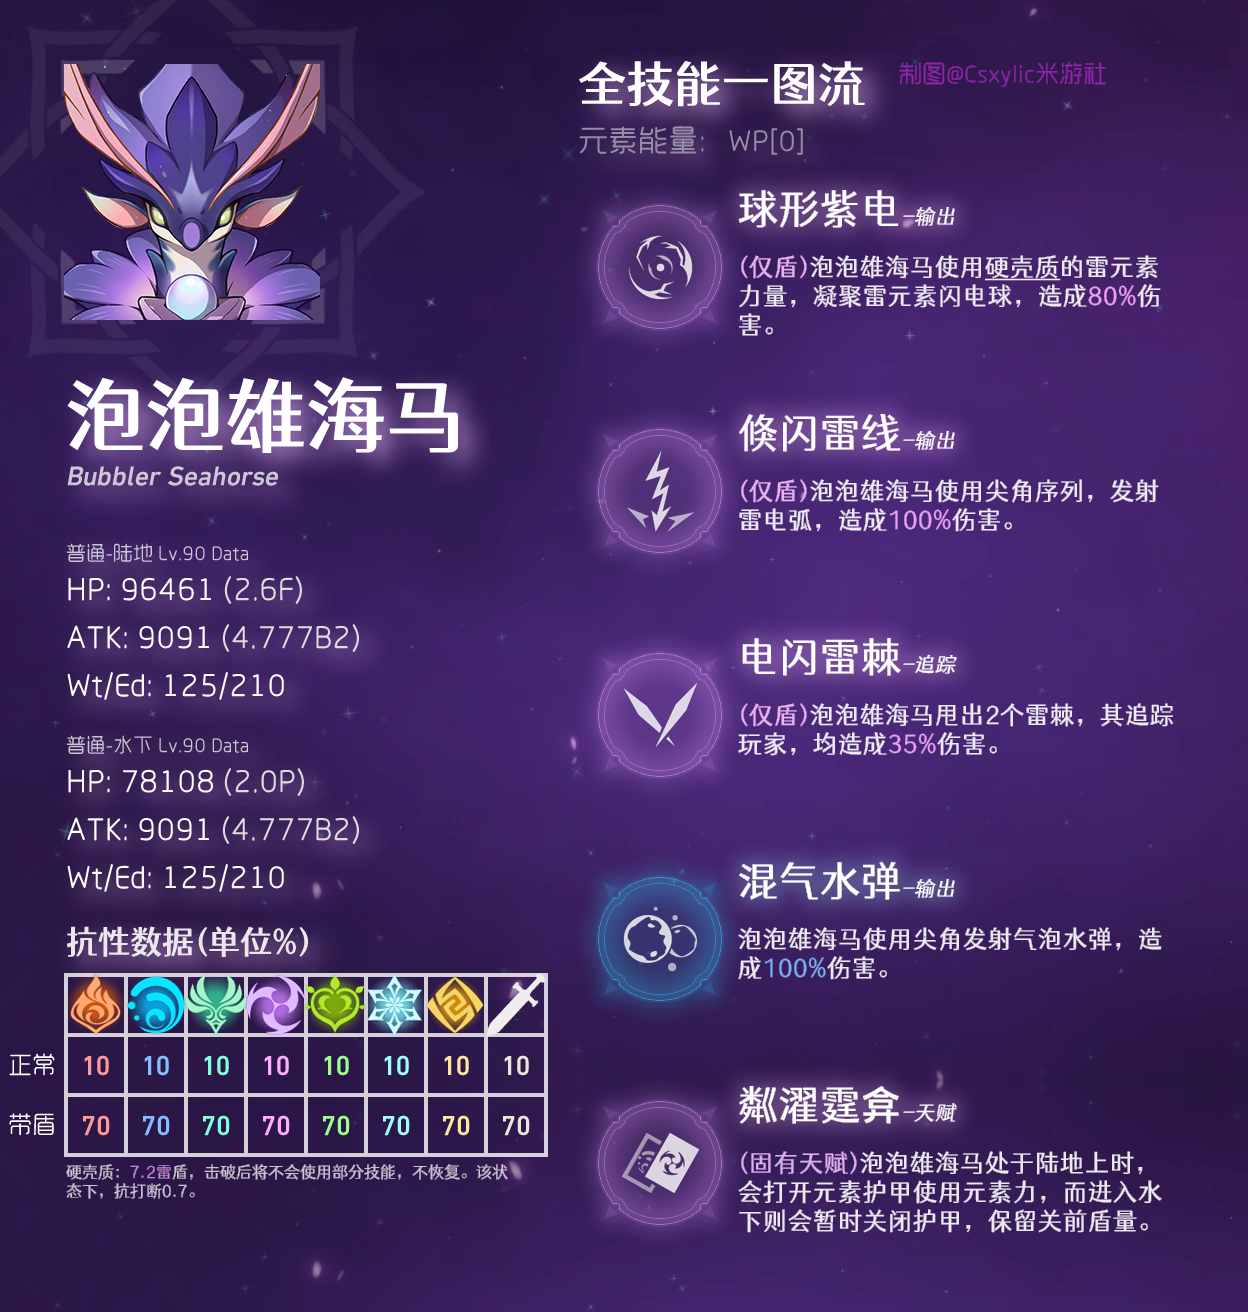 全技能一图流
制图@Csxylic米游社
元素能量： WP[0]
球形紫电-输出
(仅盾)泡泡雄海马使用硬壳质的雷元素
力量，凝聚雷元素闪电球，造成80%伤
害。
倏闪雷线-输出
(仅盾)泡泡雄海马使用尖角序列，发射
雷电弧，造成100%伤害。
电闪雷棘-追踪
(仅盾)泡泡雄海马甩出2个雷棘，其追踪
玩家，均造成35%伤害。
混气水弹-输出
泡泡雄海马使用尖角发射气泡水弹，造
成100%伤害。
粼濯霆弇-天赋
(固有天赋)泡泡雄海马处于陆地上时，
会打开元素护甲使用元素力，而进入水
下则会暂时关闭护甲，保留关前盾量。
泡泡雄海马
Bubbler Seahorse
普通-陆地 Lv.90 Data
HP: 96461 (2.6F)
ATK: 9091 (4.777B2)
Wt/Ed: 125/210
普通-水下 Lv.90 Data
HP: 78108 (2.0P)
ATK: 9091 (4.777B2)
Wt/Ed: 125/210
抗性数据(单位%)
正常 10 10 10 10 10 10 10 10
带盾 70 70 70 70 70 70 70 70
硬壳质：7.2雷盾，击破后将不会使用部分技能，不恢复。该状
态下，抗打断0.7。